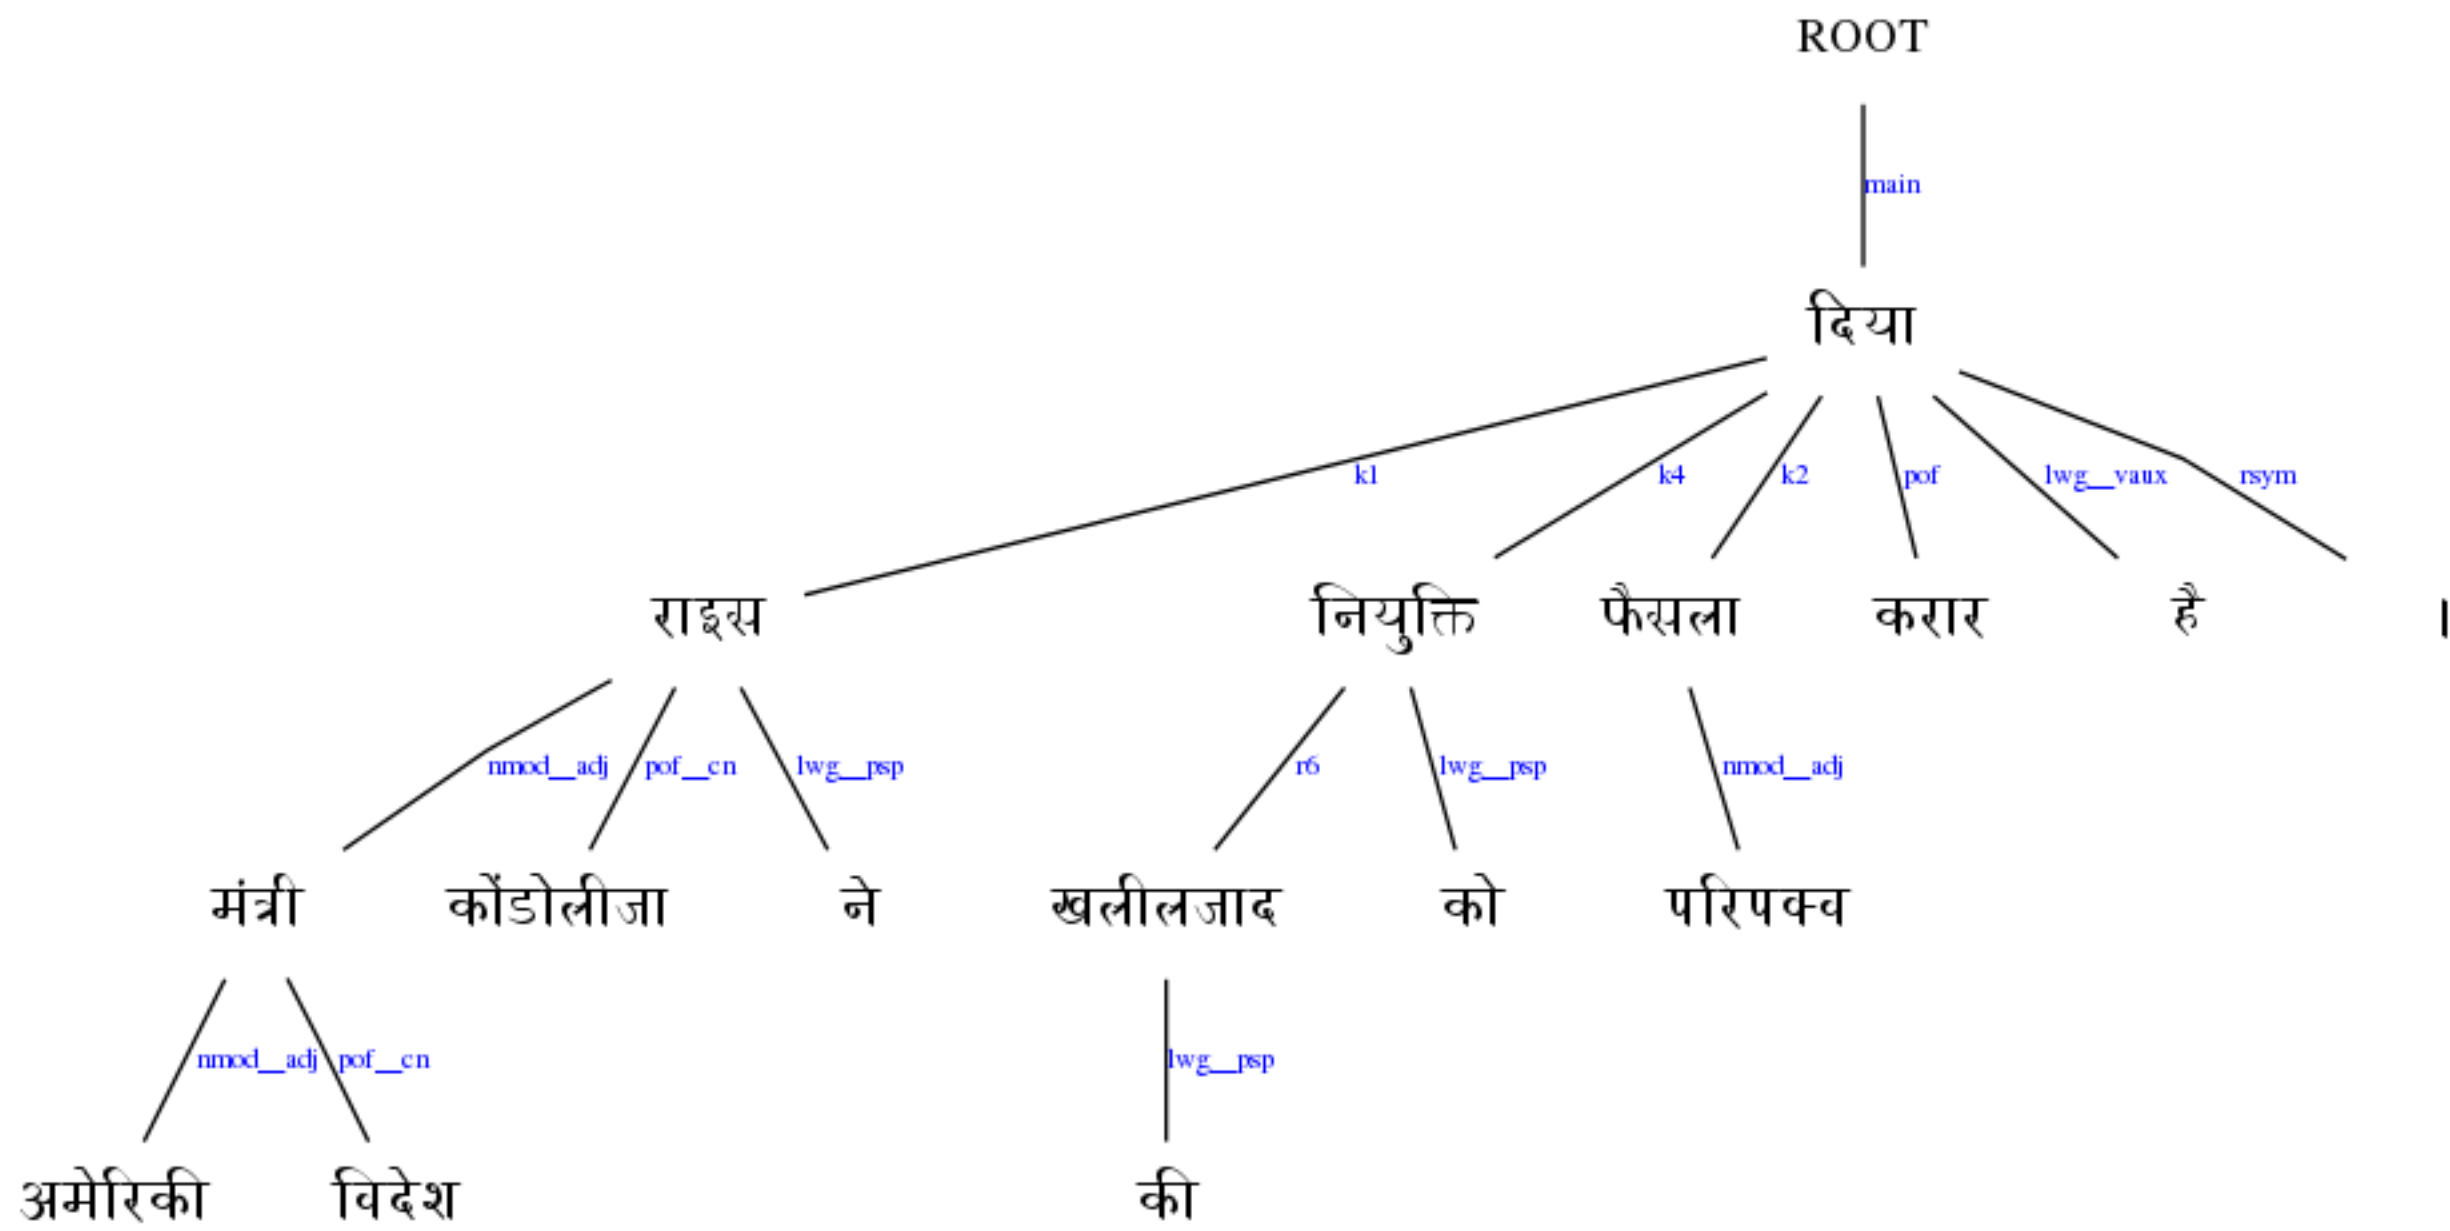 ROOT
main
दिया
k1 k4 k2 pof lwg__vaux rsym
राइस नियुक्ति फैसला करार है ।
nmod__adj pof__cn lwg__psp r6 lwg__psp nmod__adj
मंत्री कोंडोलीजा ने खलीलजाद को परिपक्व
nmod__adj pof__cn lwg__psp
अमेरिकी विदेश की